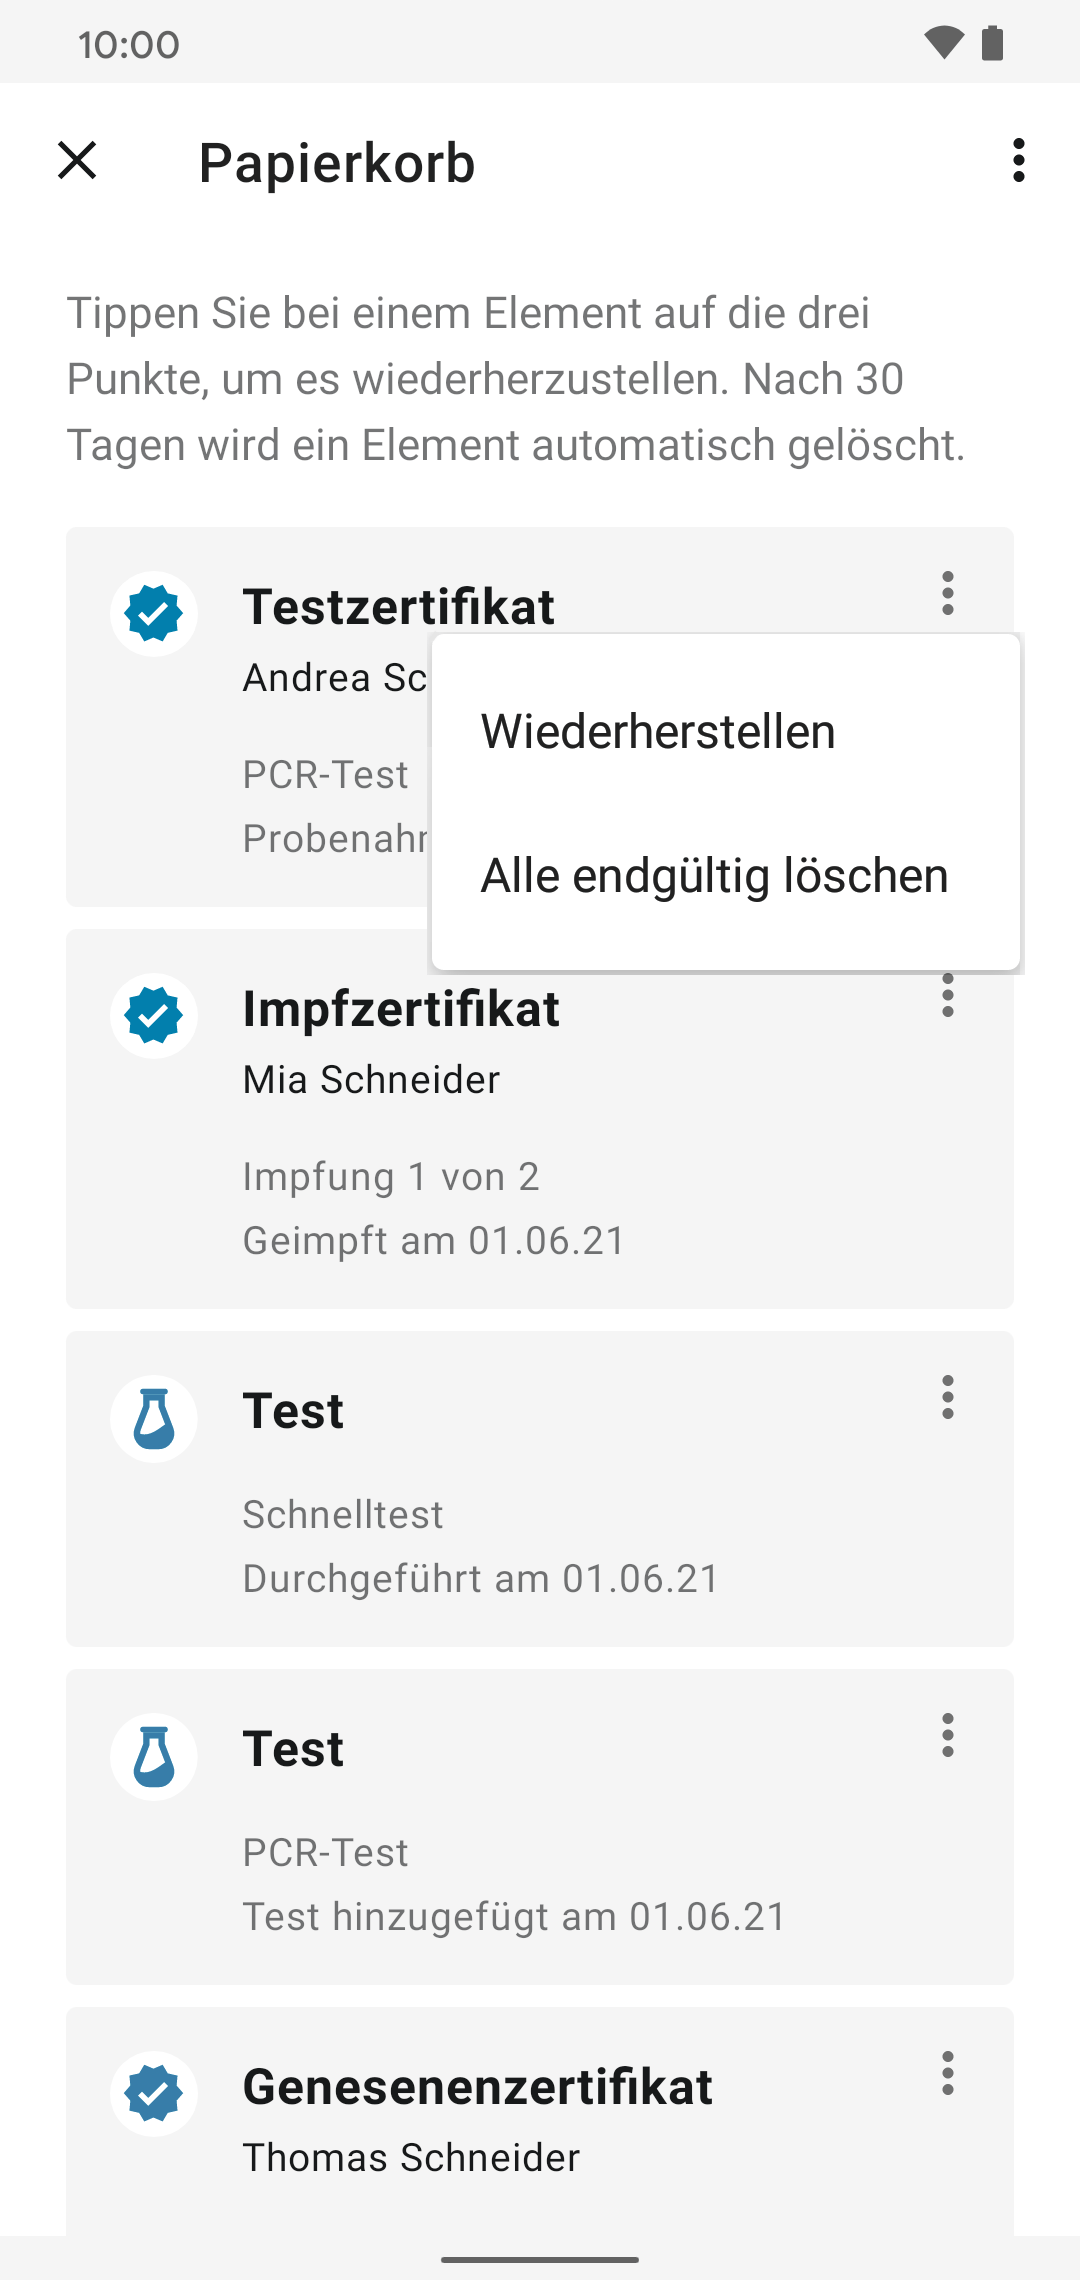 10:00
Papierkorb
Tippen Sie bei einem Element auf die drei
Punkte, um es wiederherzustellen. Nach 30
Tagen wird ein Element automatisch gelöscht.
Testzertifikat
Andrea
PCR-Test
Wiederherstellen
Alle endgültig löschen
Impfzertifikat
Mia Schneider
Impfung 1 von 2
Geimpft am 01.06.21
Test
Schnelltest
Durchgeführt am 01.06.21
Test
PCR-Test
Test hinzugefügt am 01.06.21
Genesenenzertifikat
Thomas Schneider